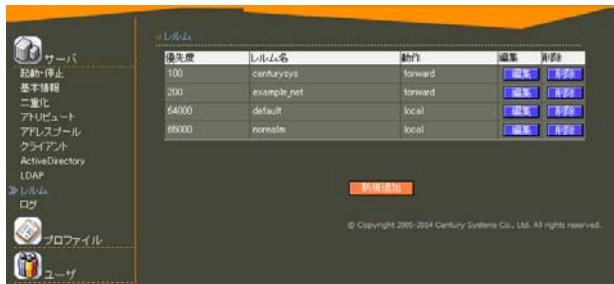 サーバ
起動・停止
基本情報
二重化
アトリビュート
アドレスプール
クライアント
ActiveDirectory
LDAP
レルム
ログ
プロファイル
ユーザ
レルム
優先度 レルム名 動作 編集 削除
100 centurysys forward 編集 削除
200 example_net forward 編集 削除
64000 default local 編集 削除
65000 norealm local 編集 削除
新規追加
© Copyright 2005-2014 Century Systems Co., Ltd. All rights reserved.